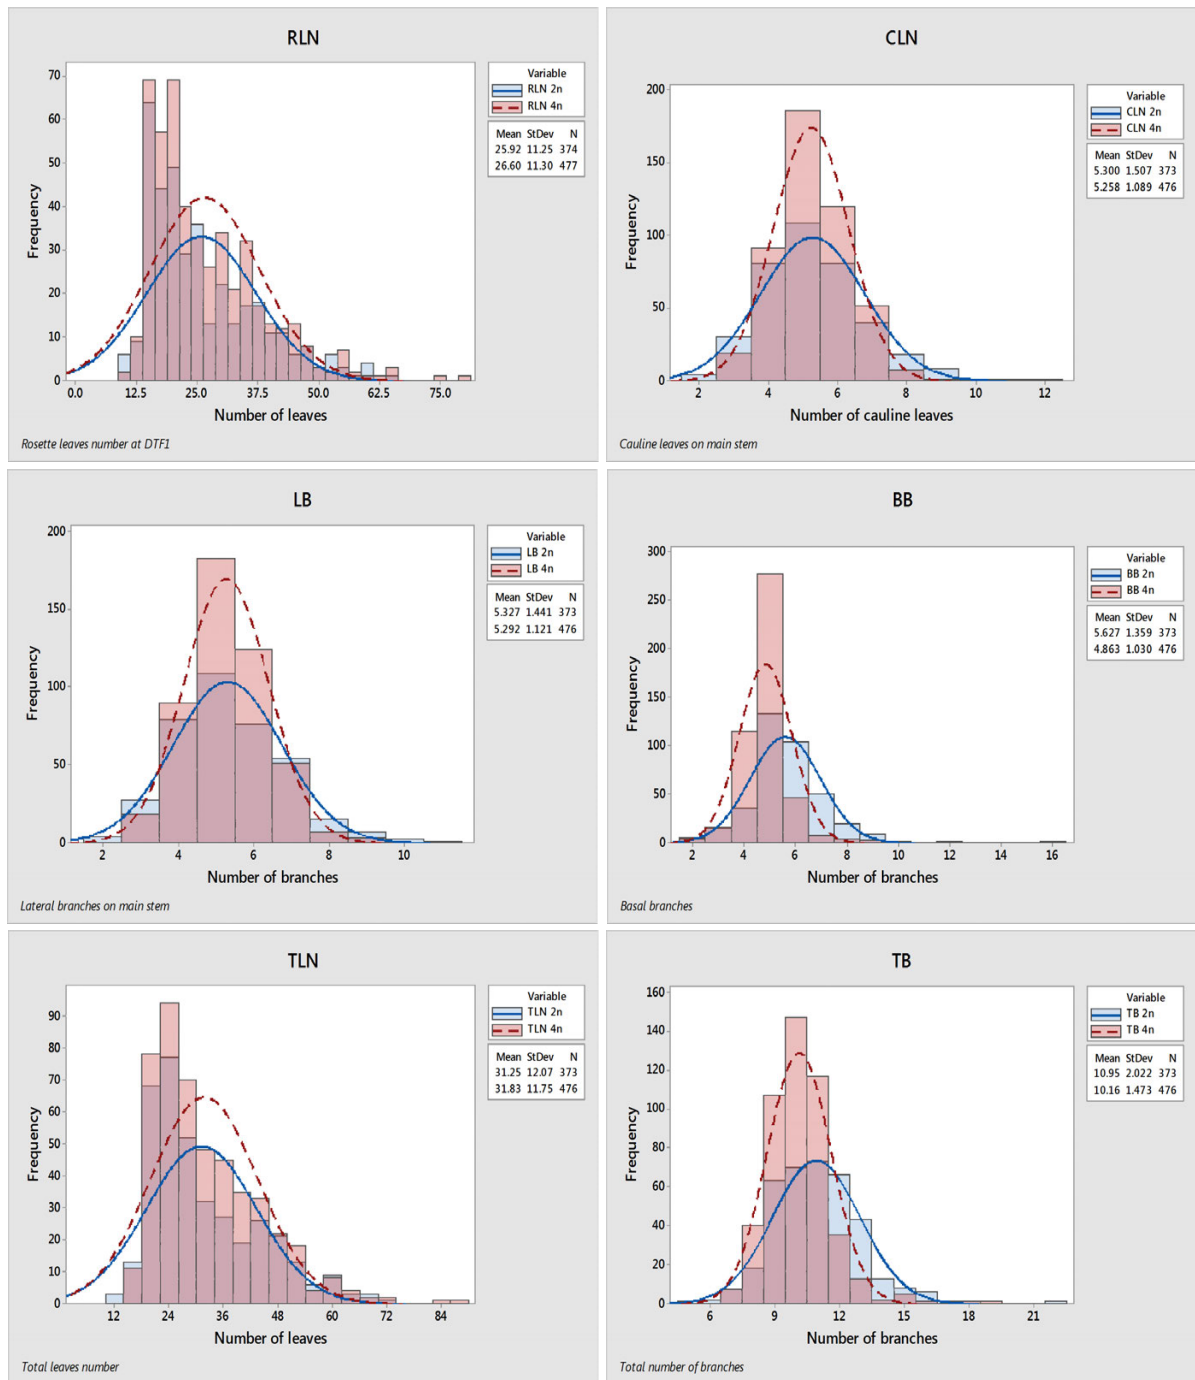 RLN
70
60
50
40
30
20
10
0
Frequency
0.0 12.5 25.0 37.5 50.0 62.5 75.0
Number of leaves
Variable
RLN 2n
RLN 4n
Mean StDev N
25.92 11.25 374
26.60 11.30 477
Rosette leaves number at DTF1
CLN
200
150
100
50
0
Frequency
2 4 6 8 10 12
Number of cauline leaves
Variable
CLN 2n
CLN 4n
Mean StDev N
5.300 1.507 373
5.258 1.089 476
Cauline leaves on main stem
LB
200
150
100
50
0
Frequency
2 4 6 8 10
Number of branches
Variable
LB 2n
LB 4n
Mean StDev N
5.327 1.441 373
5.292 1.121 476
Lateral branches on main stem
BB
300
250
200
150
100
50
0
Frequency
2 4 6 8 10 12 14 16
Number of branches
Variable
BB 2n
BB 4n
Mean StDev N
5.627 1.359 373
4.863 1.030 476
Basal branches
TLN
90
80
70
60
50
40
30
20
10
0
Frequency
12 24 36 48 60 72 84
Number of leaves
Variable
TLN 2n
TLN 4n
Mean StDev N
31.25 12.07 373
31.83 11.75 476
Total leaves number
TB
160
140
120
100
80
60
40
20
0
Frequency
6 9 12 15 18 21
Number of branches
Variable
TB 2n
TB 4n
Mean StDev N
10.95 2.022 373
10.16 1.473 476
Total number of branches